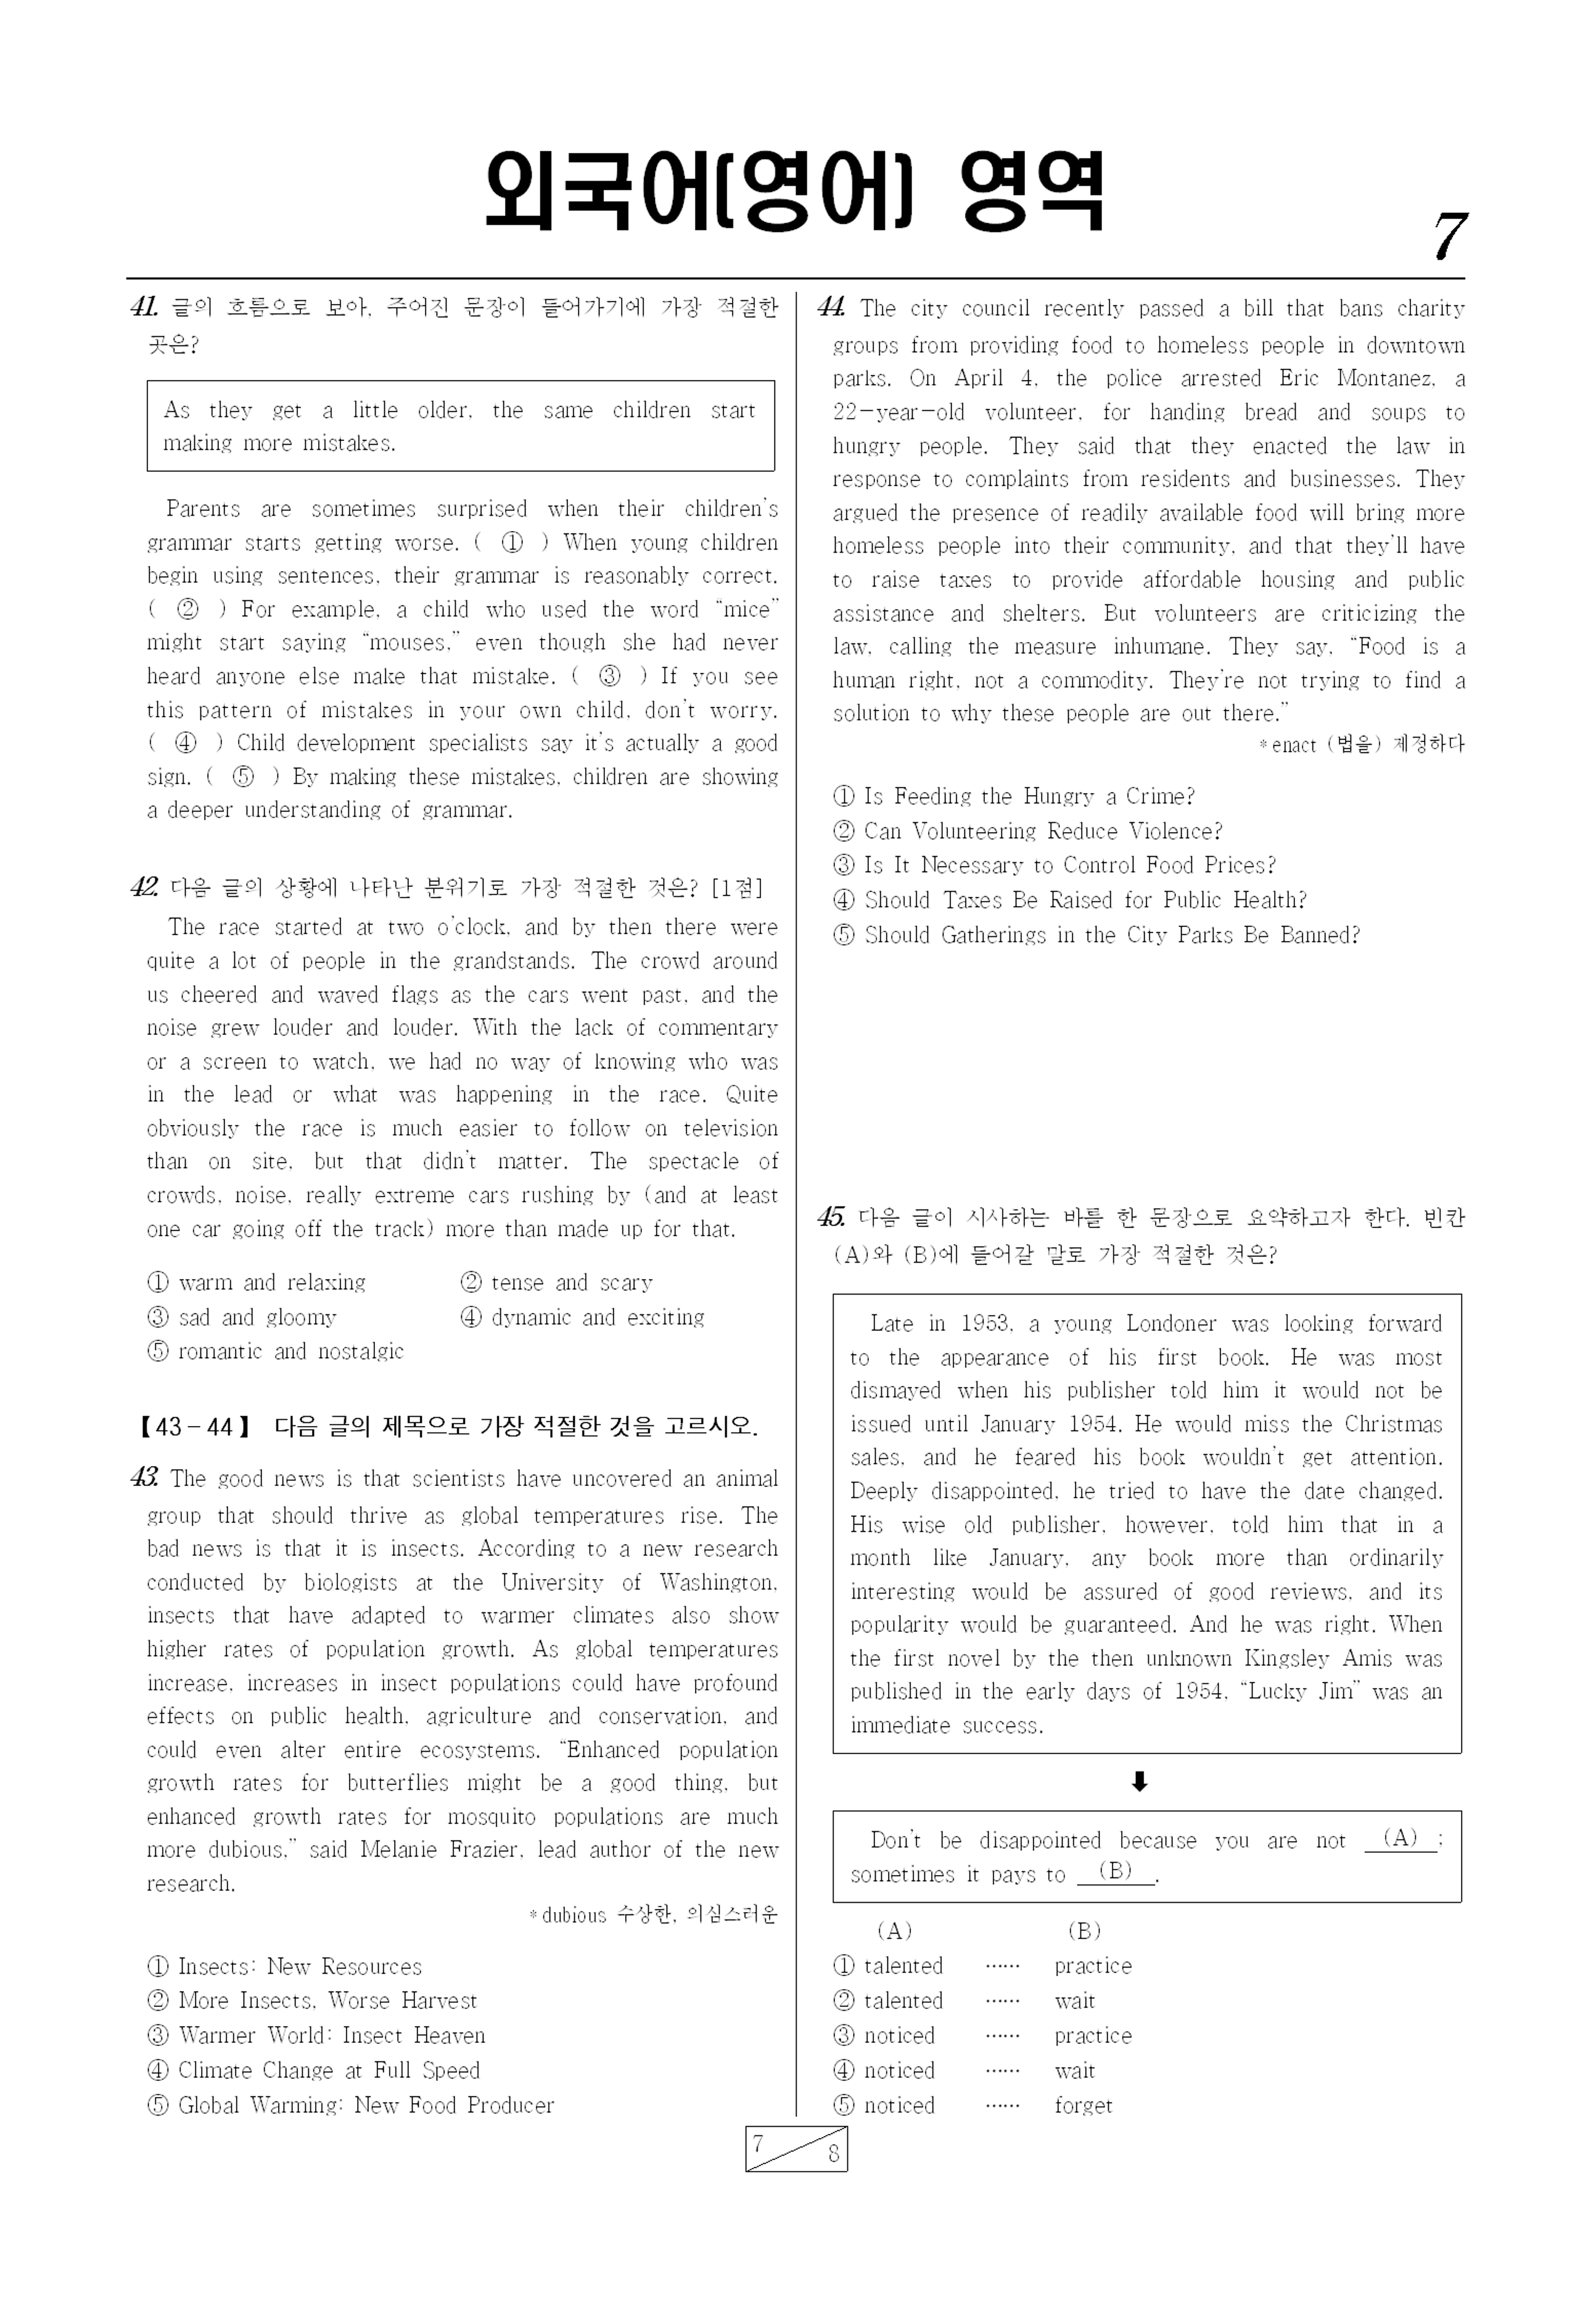 외국어(영어) 영역
7
41. 글의 흐름으로 보아, 주어진 문장이 들어가기에 가장 적절한
곳은?
As they get a little older, the same children start
making more mistakes.
Parents are sometimes surprised when their children's
grammar starts getting worse. ( ① ) When young children
begin using sentences, their grammar is reasonably correct.
( ② ) For example, a child who used the word “mice”
might start saying “mouses,” even though she had never
heard anyone else make that mistake. ( ③ ) If you see
this pattern of mistakes in your own child, don't worry.
( ④ ) Child development specialists say it's actually a good
sign. ( ⑤ ) By making these mistakes, children are showing
a deeper understanding of grammar.
42. 다음 글의 상황에 나타난 분위기로 가장 적절한 것은? [1점]
The race started at two o'clock, and by then there were
quite a lot of people in the grandstands. The crowd around
us cheered and waved flags as the cars went past, and the
noise grew louder and louder. With the lack of commentary
or a screen to watch, we had no way of knowing who was
in the lead or what was happening in the race. Quite
obviously the race is much easier to follow on television
than on site, but that didn't matter. The spectacle of
crowds, noise, really extreme cars rushing by (and at least
one car going off the track) more than made up for that.
① warm and relaxing ② tense and scary
③ sad and gloomy ④ dynamic and exciting
⑤ romantic and nostalgic
【43-44】 다음 글의 제목으로 가장 적절한 것을 고르시오.
43. The good news is that scientists have uncovered an animal
group that should thrive as global temperatures rise. The
bad news is that it is insects. According to a new research
conducted by biologists at the University of Washington,
insects that have adapted to warmer climates also show
higher rates of population growth. As global temperatures
increase, increases in insect populations could have profound
effects on public health, agriculture and conservation, and
could even alter entire ecosystems. “Enhanced population
growth rates for butterflies might be a good thing, but
enhanced growth rates for mosquito populations are much
more dubious,” said Melanie Frazier, lead author of the new
research.
* dubious 수상한, 의심스러운
① Insects: New Resources
② More Insects, Worse Harvest
③ Warmer World: Insect Heaven
④ Climate Change at Full Speed
⑤ Global Warming: New Food Producer
44. The city council recently passed a bill that bans charity
groups from providing food to homeless people in downtown
parks. On April 4, the police arrested Eric Montanez, a
22-year-old volunteer, for handing bread and soups to
hungry people. They said that they enacted the law in
response to complaints from residents and businesses. They
argued the presence of readily available food will bring more
homeless people into their community, and that they'll have
to raise taxes to provide affordable housing and public
assistance and shelters. But volunteers are criticizing the
law, calling the measure inhumane. They say, “Food is a
human right, not a commodity. They're not trying to find a
solution to why these people are out there.”
* enact (법을) 제정하다
① Is Feeding the Hungry a Crime?
② Can Volunteering Reduce Violence?
③ Is It Necessary to Control Food Prices?
④ Should Taxes Be Raised for Public Health?
⑤ Should Gatherings in the City Parks Be Banned?
45. 다음 글이 시사하는 바를 한 문장으로 요약하고자 한다. 빈칸
(A)와 (B)에 들어갈 말로 가장 적절한 것은?
Late in 1953, a young Londoner was looking forward
to the appearance of his first book. He was most
dismayed when his publisher told him it would not be
issued until January 1954. He would miss the Christmas
sales, and he feared his book wouldn't get attention.
Deeply disappointed, he tried to have the date changed.
His wise old publisher, however, told him that in a
month like January, any book more than ordinarily
interesting would be assured of good reviews, and its
popularity would be guaranteed. And he was right. When
the first novel by the then unknown Kingsley Amis was
published in the early days of 1954, “Lucky Jim” was an
immediate success.
Don't be disappointed because you are not (A) ;
sometimes it pays to (B) .
(A) (B)
① talented ...... practice
② talented ...... wait
③ noticed ...... practice
④ noticed ...... wait
⑤ noticed ...... forget
7 8